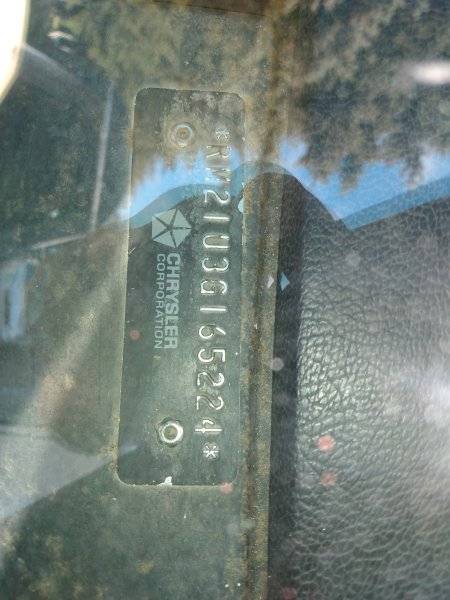 *RM21U3G165224*
CHRYSLER
CORPORATION